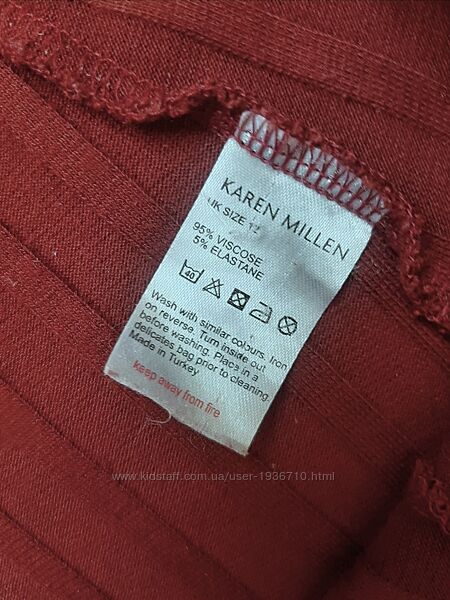 KAREN MILLEN
UK SIZE 12
95% VISCOSE
5% ELASTANE
40
Wash with similar colours. Iron
on reverse. Turn inside out
before washing. Place in a
delicates bag prior to cleaning.
Made in Turkey
keep away from fire
www.kidstaff.com.ua/user-1936710.html